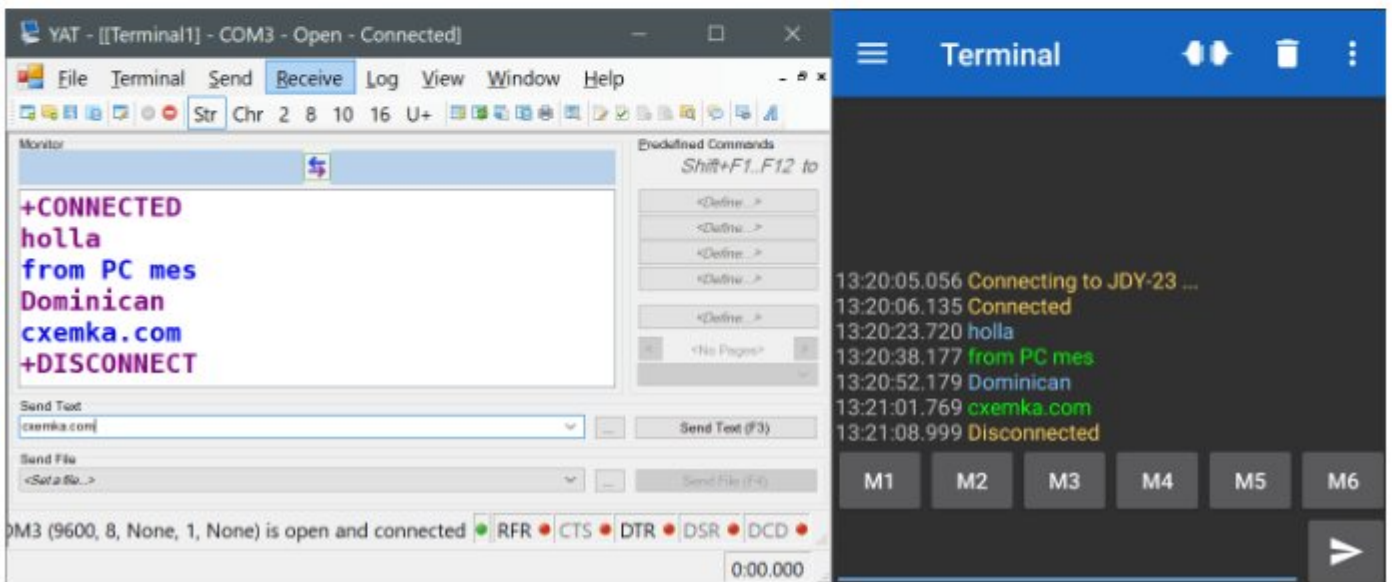 YAT - [[Terminal1] - COM3 - Open - Connected]
File Terminal Send Receive Log View Window Help
Str Chr 2 8 10 16 U+
Monitor
Predefined Commands
Shift+F1..F12 to
+CONNECTED
holla
from PC mes
Dominican
cxemka.com
+DISCONNECT
<Define...>
<Define...>
<Define...>
<Define...>
<Define...>
<No Pages>
Send Text
cxemka.com
...
Send Text (F3)
Send File
<Set a file...>
...
Send File (F4)
OM3 (9600, 8, None, 1, None) is open and connected RFR CTS DTR DSR DCD
0:00.000
Terminal
13:20:05.056 Connecting to JDY-23 ...
13:20:06.135 Connected
13:20:23.720 holla
13:20:38.177 from PC mes
13:20:52.179 Dominican
13:21:01.769 cxemka.com
13:21:08.999 Disconnected
M1 M2 M3 M4 M5 M6